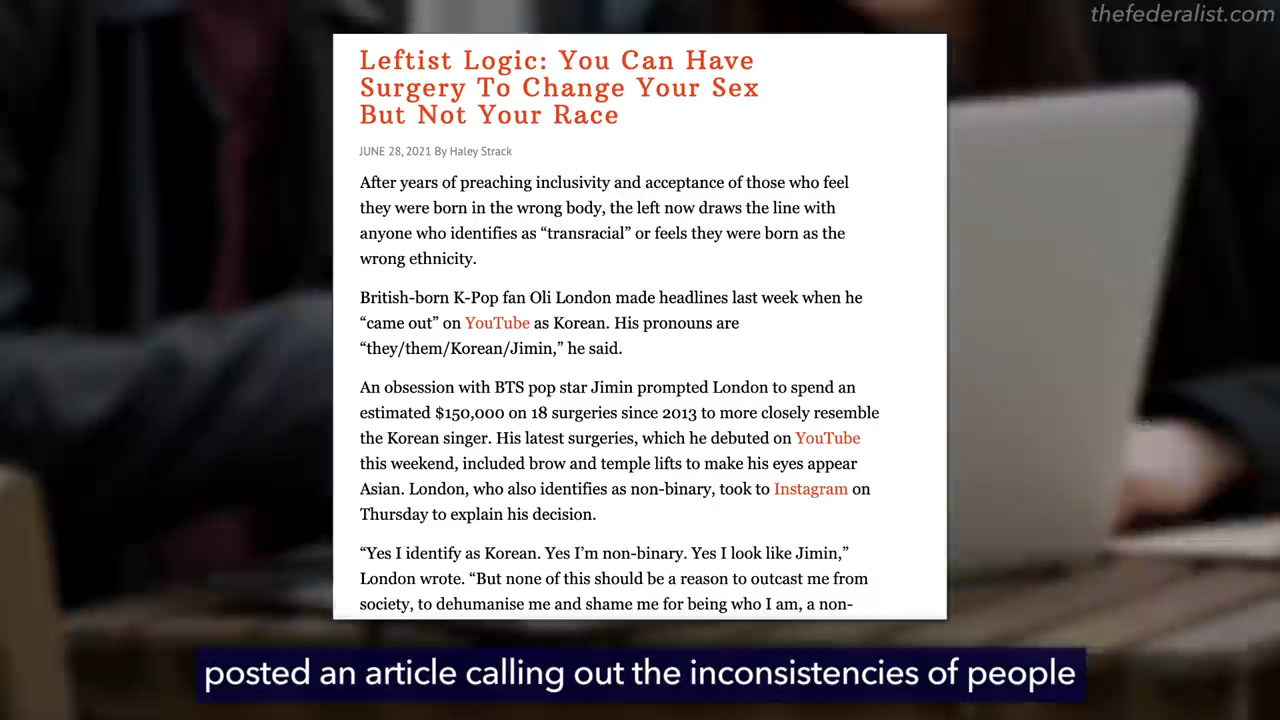 thefederalist.com
Leftist Logic: You Can Have
Surgery To Change Your Sex
But Not Your Race
JUNE 28, 2021 By Haley Strack
After years of preaching inclusivity and acceptance of those who feel
they were born in the wrong body, the left now draws the line with
anyone who identifies as “transracial” or feels they were born as the
wrong ethnicity.
British-born K-Pop fan Oli London made headlines last week when he
“came out” on YouTube as Korean. His pronouns are
“they/them/Korean/Jimin,” he said.
An obsession with BTS pop star Jimin prompted London to spend an
estimated $150,000 on 18 surgeries since 2013 to more closely resemble
the Korean singer. His latest surgeries, which he debuted on YouTube
this weekend, included brow and temple lifts to make his eyes appear
Asian. London, who also identifies as non-binary, took to Instagram on
Thursday to explain his decision.
“Yes I identify as Korean. Yes I’m non-binary. Yes I look like Jimin,”
London wrote. “But none of this should be a reason to outcast me from
society, to dehumanise me and shame me for being who I am, a non-
posted an article calling out the inconsistencies of people